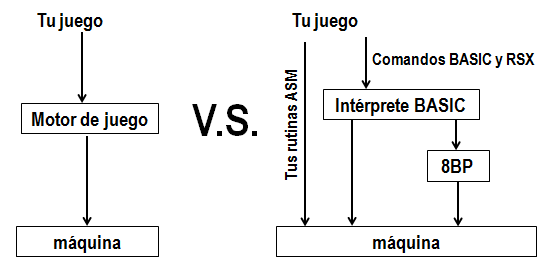 Tu juego
Motor de juego
máquina
V.S.
Tu juego
Comandos BASIC y RSX
Tus rutinas ASM
Intérprete BASIC
8BP
máquina